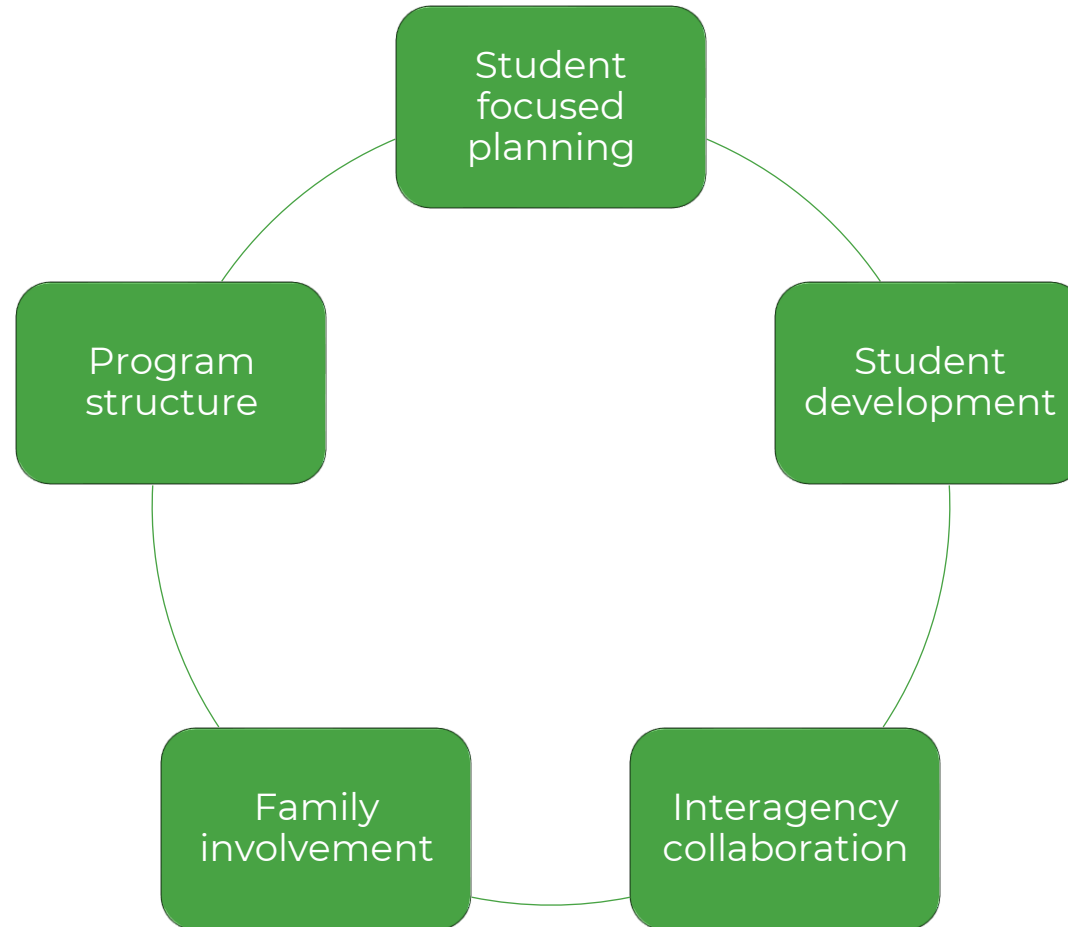 Student
focused
planning
Program
structure
Student
development
Family
involvement
Interagency
collaboration